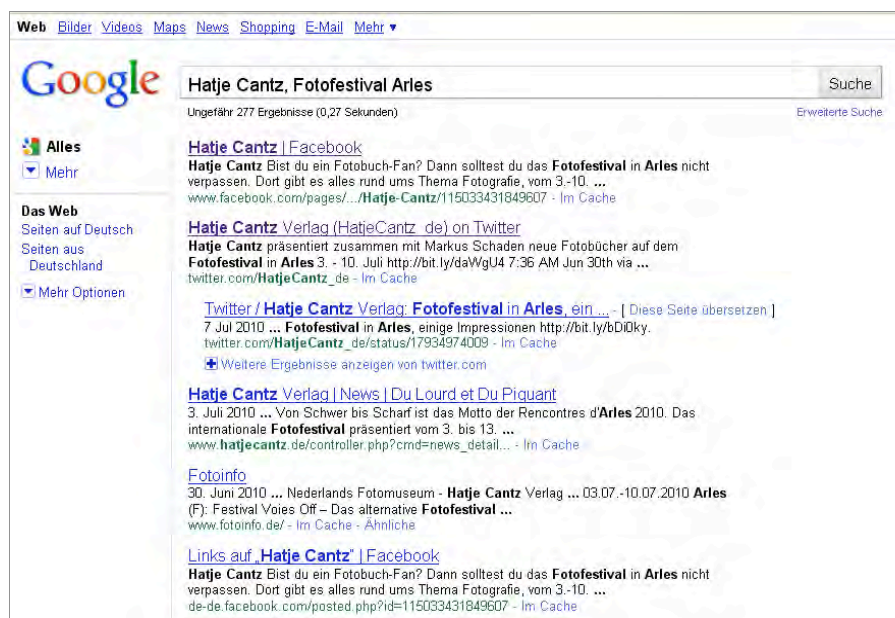 Web Bilder Videos Maps News Shopping E-Mail Mehr ▼
Google
Hatje Cantz, Fotofestival Arles
Suche
Ungefähr 277 Ergebnisse (0,27 Sekunden)
Erweiterte Suche
Alles
Mehr
Das Web
Seiten auf Deutsch
Seiten aus
Deutschland
Mehr Optionen
Hatje Cantz | Facebook
Hatje Cantz Bist du ein Fotobuch-Fan? Dann solltest du das Fotofestival in Arles nicht
verpassen. Dort gibt es alles rund ums Thema Fotografie, vom 3.-10. ...
www.facebook.com/pages/.../Hatje-Cantz/115033431849607 - Im Cache
Hatje Cantz Verlag (HatjeCantz_de) on Twitter
Hatje Cantz präsentiert zusammen mit Markus Schaden neue Fotobücher auf dem
Fotofestival in Arles 3. - 10. Juli http://bit.ly/daWgU4 7:36 AM Jun 30th via ...
twitter.com/HatjeCantz_de - Im Cache
Twitter / Hatje Cantz Verlag: Fotofestival in Arles, ein ... - [ Diese Seite übersetzen ]
7 Jul 2010 ... Fotofestival in Arles, einige Impressionen http://bit.ly/bDi0ky.
twitter.com/HatjeCantz_de/status/17934974009 - Im Cache
Weitere Ergebnisse anzeigen von twitter.com
Hatje Cantz Verlag | News | Du Lourd et Du Piquant
3. Juli 2010 ... Von Schwer bis Scharf ist das Motto der Rencontres d'Arles 2010. Das
internationale Fotofestival präsentiert vom 3. bis 13. ...
www.hatjecantz.de/controller.php?cmd=news_detail... - Im Cache
Fotoinfo
30. Juni 2010 ... Nederlands Fotomuseum - Hatje Cantz Verlag ... 03.07.-10.07.2010 Arles
(F): Festival Voies Off – Das alternative Fotofestival ...
www.fotoinfo.de/ - Im Cache - Ähnliche
Links auf „Hatje Cantz" | Facebook
Hatje Cantz Bist du ein Fotobuch-Fan? Dann solltest du das Fotofestival in Arles nicht
verpassen. Dort gibt es alles rund ums Thema Fotografie, vom 3.-10. ...
de-de.facebook.com/posted.php?id=115033431849607 - Im Cache